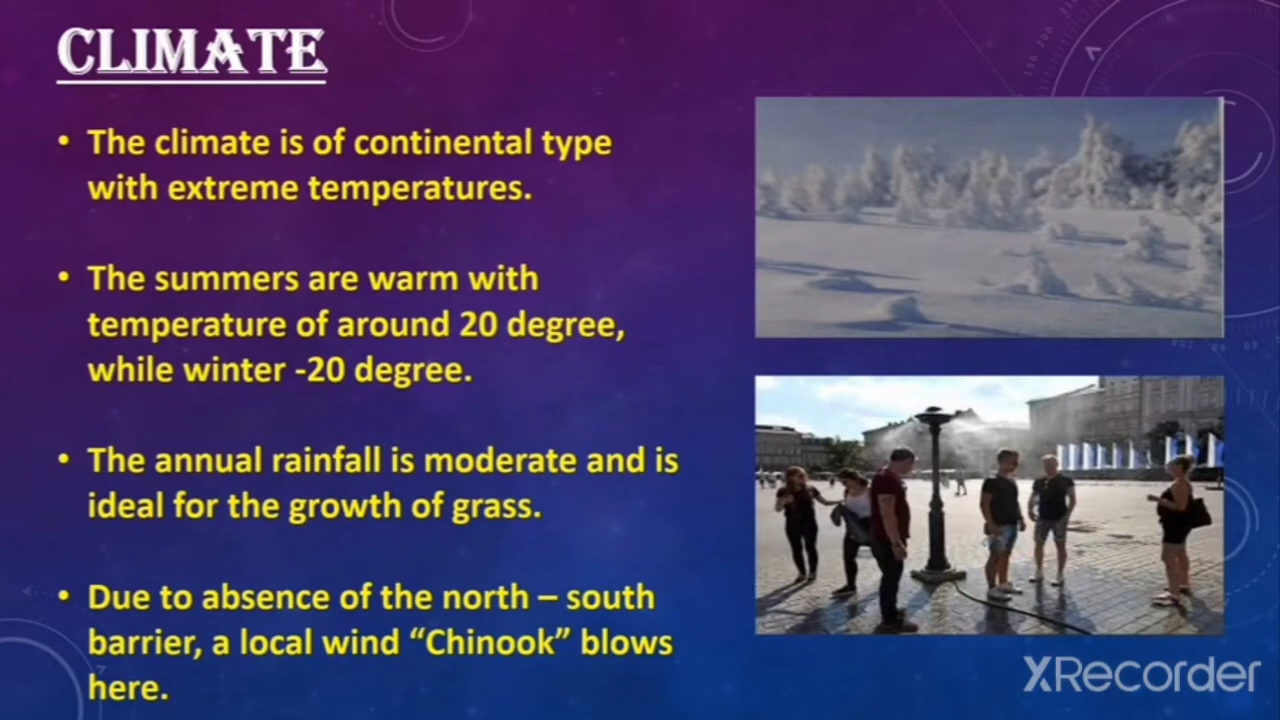 CLIMATE
• The climate is of continental type
with extreme temperatures.
• The summers are warm with
temperature of around 20 degree,
while winter -20 degree.
• The annual rainfall is moderate and is
ideal for the growth of grass.
• Due to absence of the north – south
barrier, a local wind “Chinook” blows
here.
XRecorder